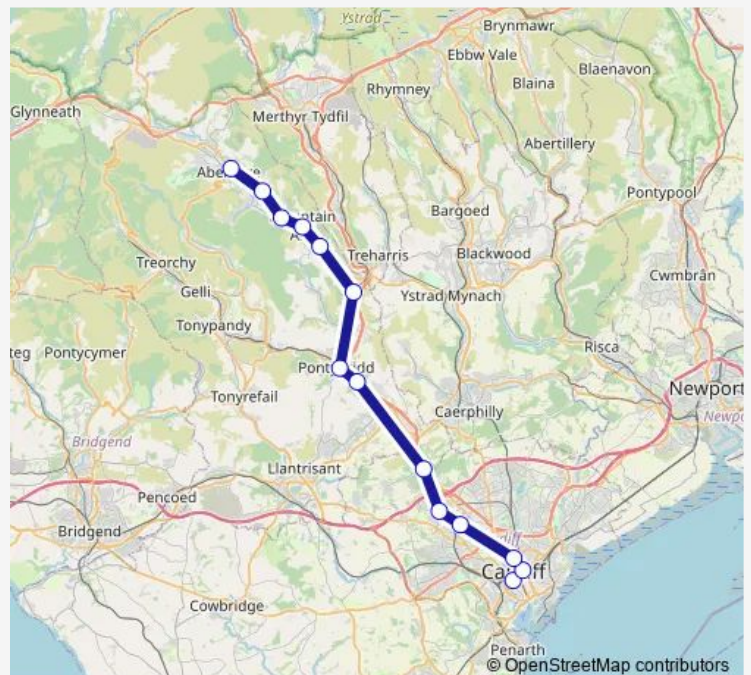 Ystrad
Brynmawr
Ebbw Vale
Blaenavon
Rhymney
Blaina
Glynneath
Merthyr Tydfil
Abertillery
Pontypool
Bargoed
Treharris
Blackwood
Treorchy
Cwmbrân
Gelli
Ystrad Mynach
Tonypandy
Risca
Pontycymer
Newport
Tonyrefail
Caerphilly
Bridgend
Llantrisant
Pencoed
Bridgend
Cowbridge
Penarth
© OpenStreetMap contributors